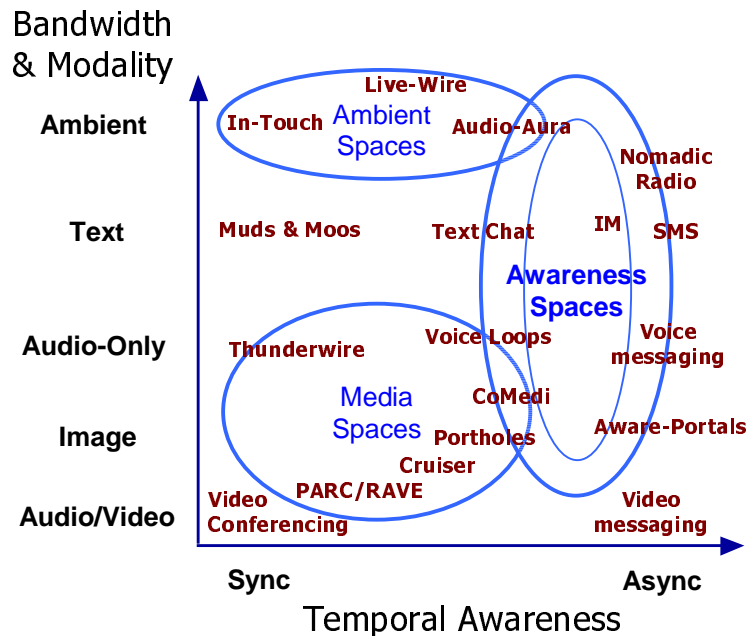 Bandwidth
& Modality
Live-Wire
Ambient
In-Touch
Ambient
Spaces
Audio-Aura
Nomadic
Radio
Text
Muds & Moos
Text Chat
IM
SMS
Awareness
Spaces
Audio-Only
Thunderwire
Voice Loops
Voice
messaging
Media
Spaces
CoMedi
Image
Portholes
Aware-Portals
Cruiser
PARC/RAVE
Audio/Video
Video
Conferencing
Video
messaging
Sync
Async
Temporal Awareness